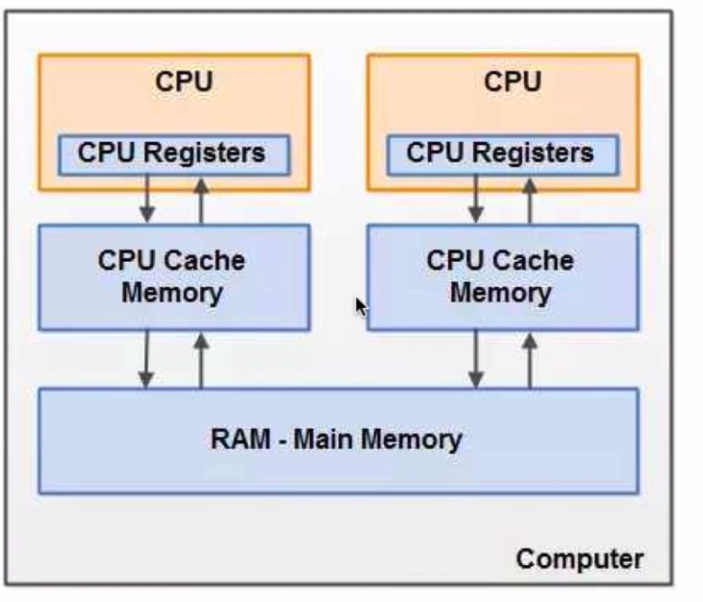 CPU
CPU
CPU Registers
CPU Registers
CPU Cache
Memory
CPU Cache
Memory
RAM - Main Memory
Computer